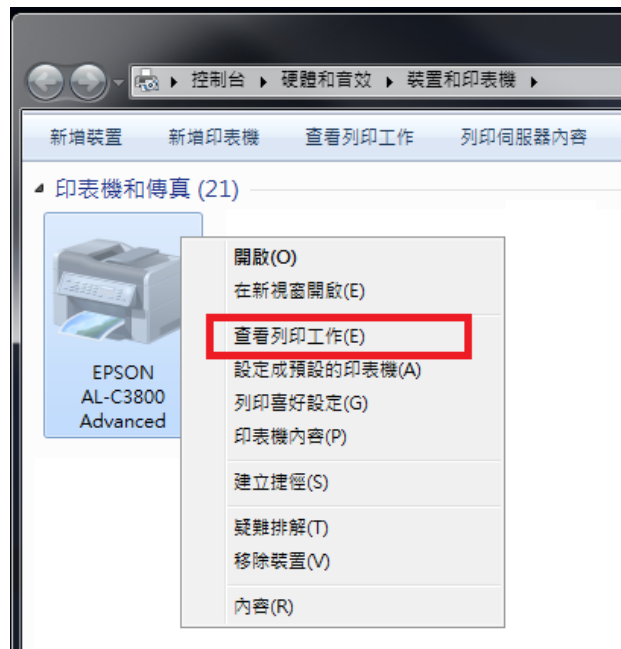 控制台 ▸ 硬體和音效 ▸ 裝置和印表機 ▸
新增裝置 新增印表機 查看列印工作 列印伺服器內容
印表機和傳真 (21)
EPSON
AL-C3800
Advanced
開啟(O)
在新視窗開啟(E)
查看列印工作(E)
設定成預設的印表機(A)
列印喜好設定(G)
印表機內容(P)
建立捷徑(S)
疑難排解(T)
移除裝置(V)
內容(R)